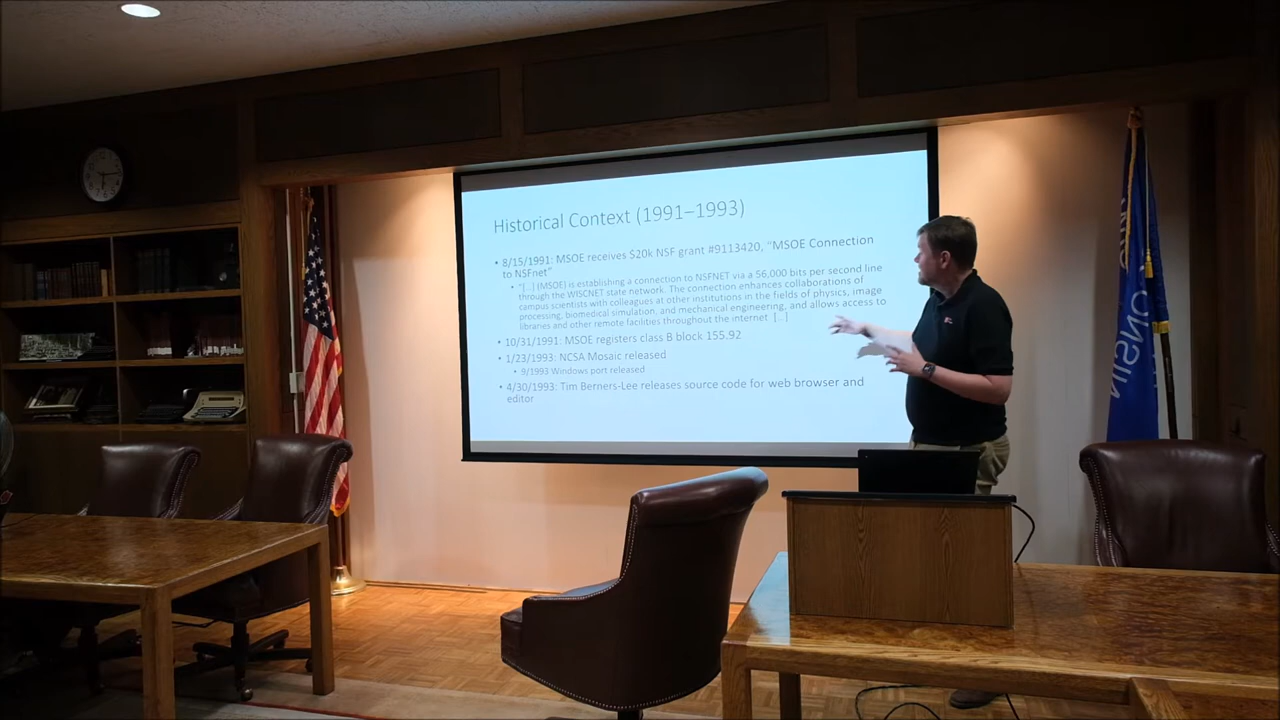 Historical Context (1991–1993)
• 8/15/1991: MSOE receives $20k NSF grant #9113420, “MSOE Connection
to NSFnet”
• “[...] (MSOE) is establishing a connection to NSFNET via a 56,000 bits per second line
through the WISCNET state network. The connection enhances collaborations of
campus scientists with colleagues at other institutions in the fields of physics, image
processing, biomedical simulation, and mechanical engineering, and allows access to
libraries and other remote facilities throughout the internet [...]
• 10/31/1991: MSOE registers class B block 155.92
• 1/23/1993: NCSA Mosaic released
• 9/1993 Windows port released
• 4/30/1993: Tim Berners-Lee releases source code for web browser and
editor